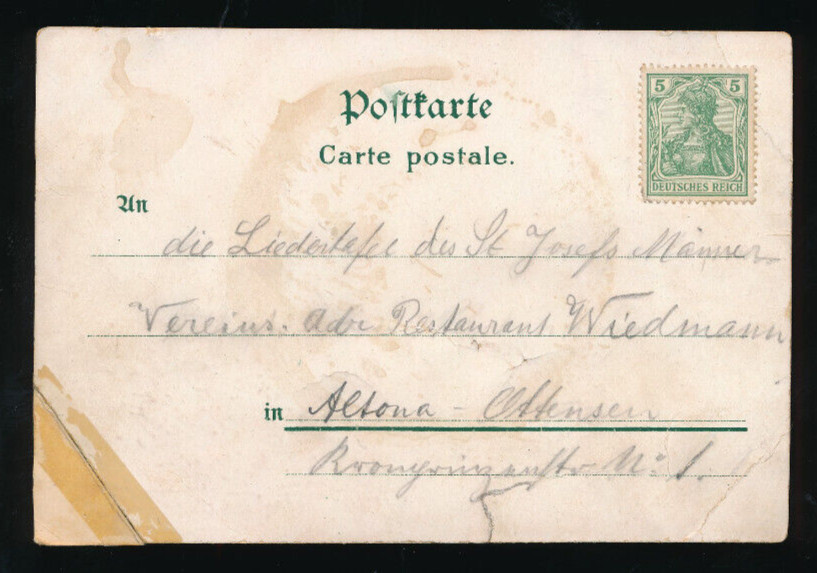 Postkarte
Carte postale.
5 5
DEUTSCHES REICH
An
die Liedertafel des St Josefs Männer
Vereins. Adr. Restaurant Wiedmann
in Altona - Ottensen
Kronprinzenstr No 1.